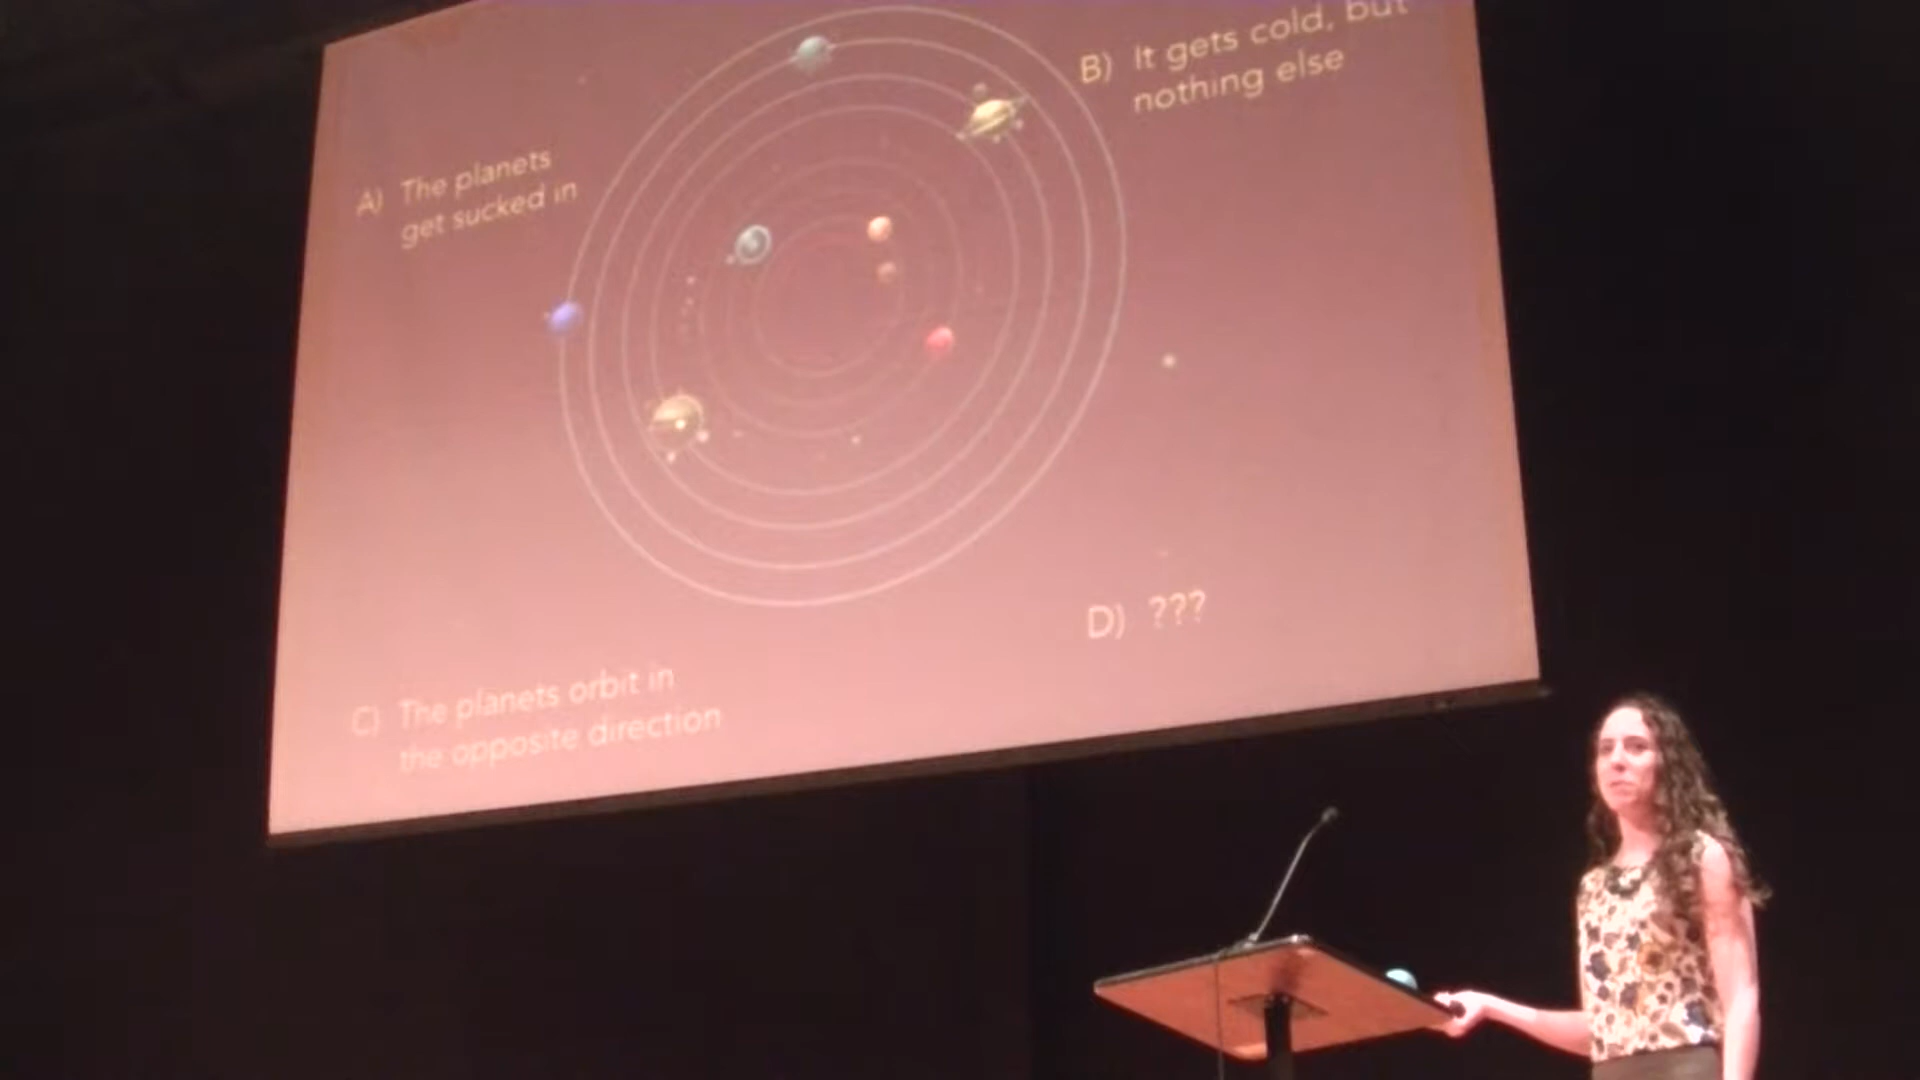 A) The planets
get sucked in
B) It gets cold, but
nothing else
C) The planets orbit in
the opposite direction
D) ???